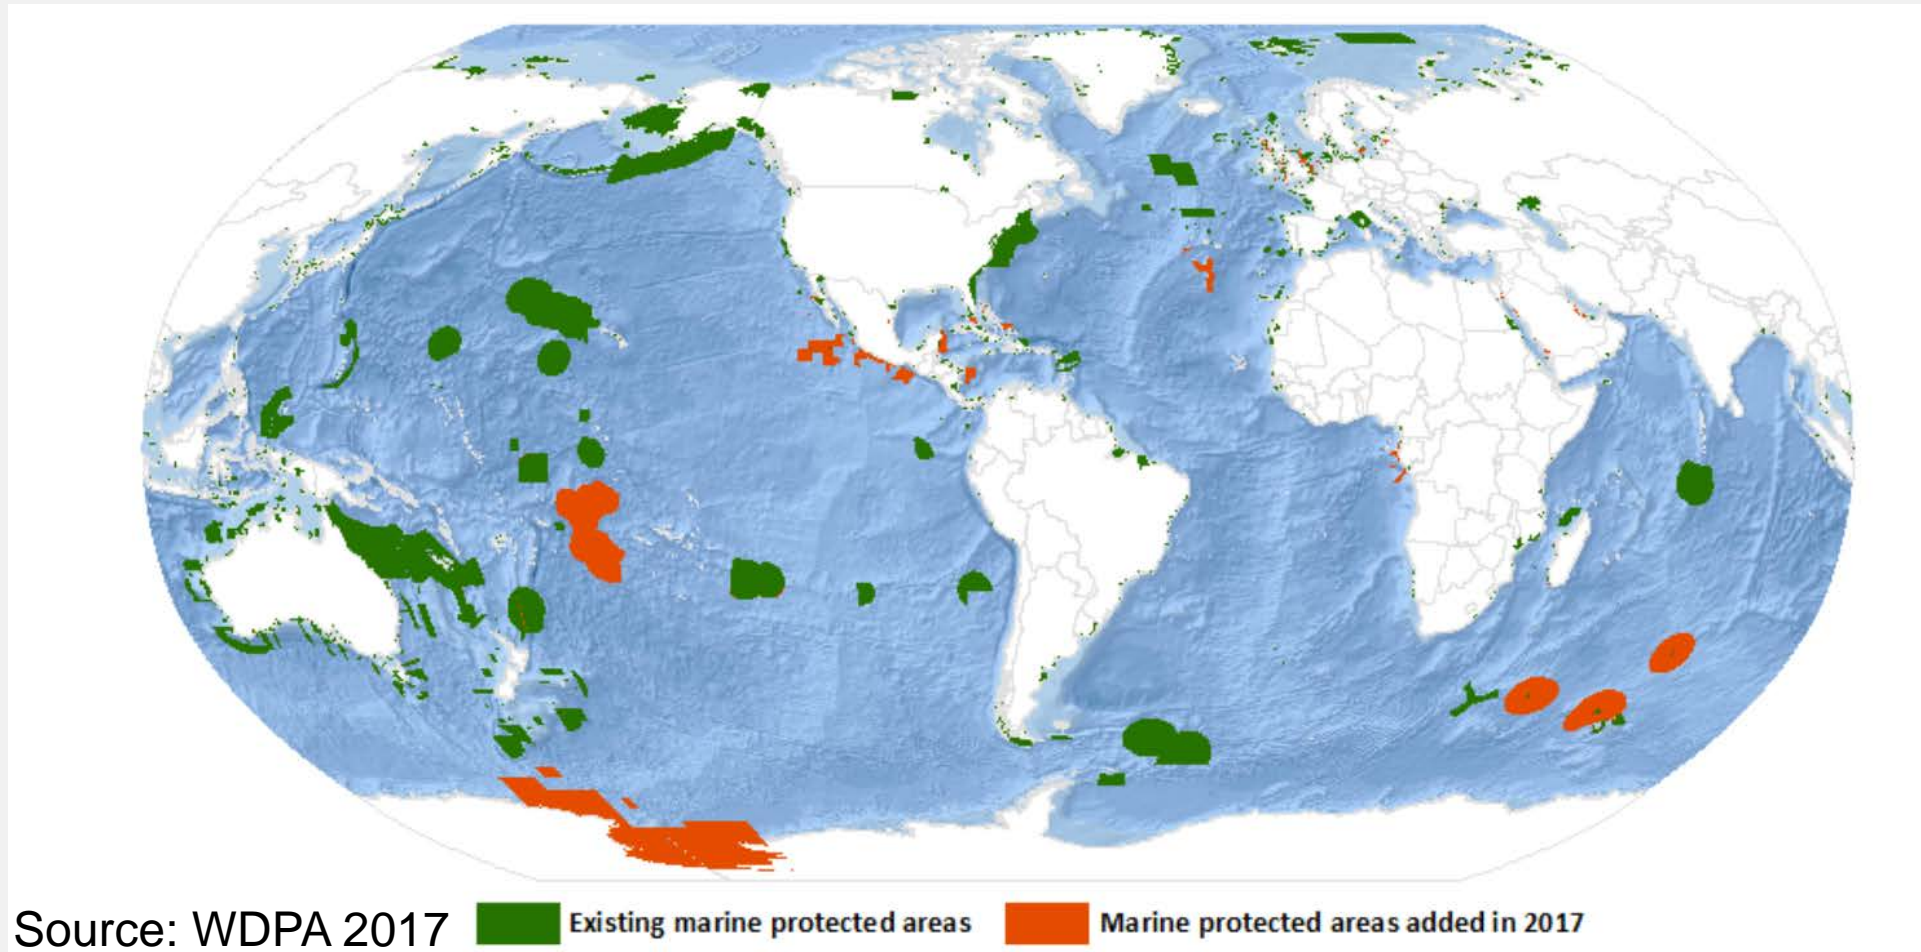 Source: WDPA 2017
Existing marine protected areas
Marine protected areas added in 2017